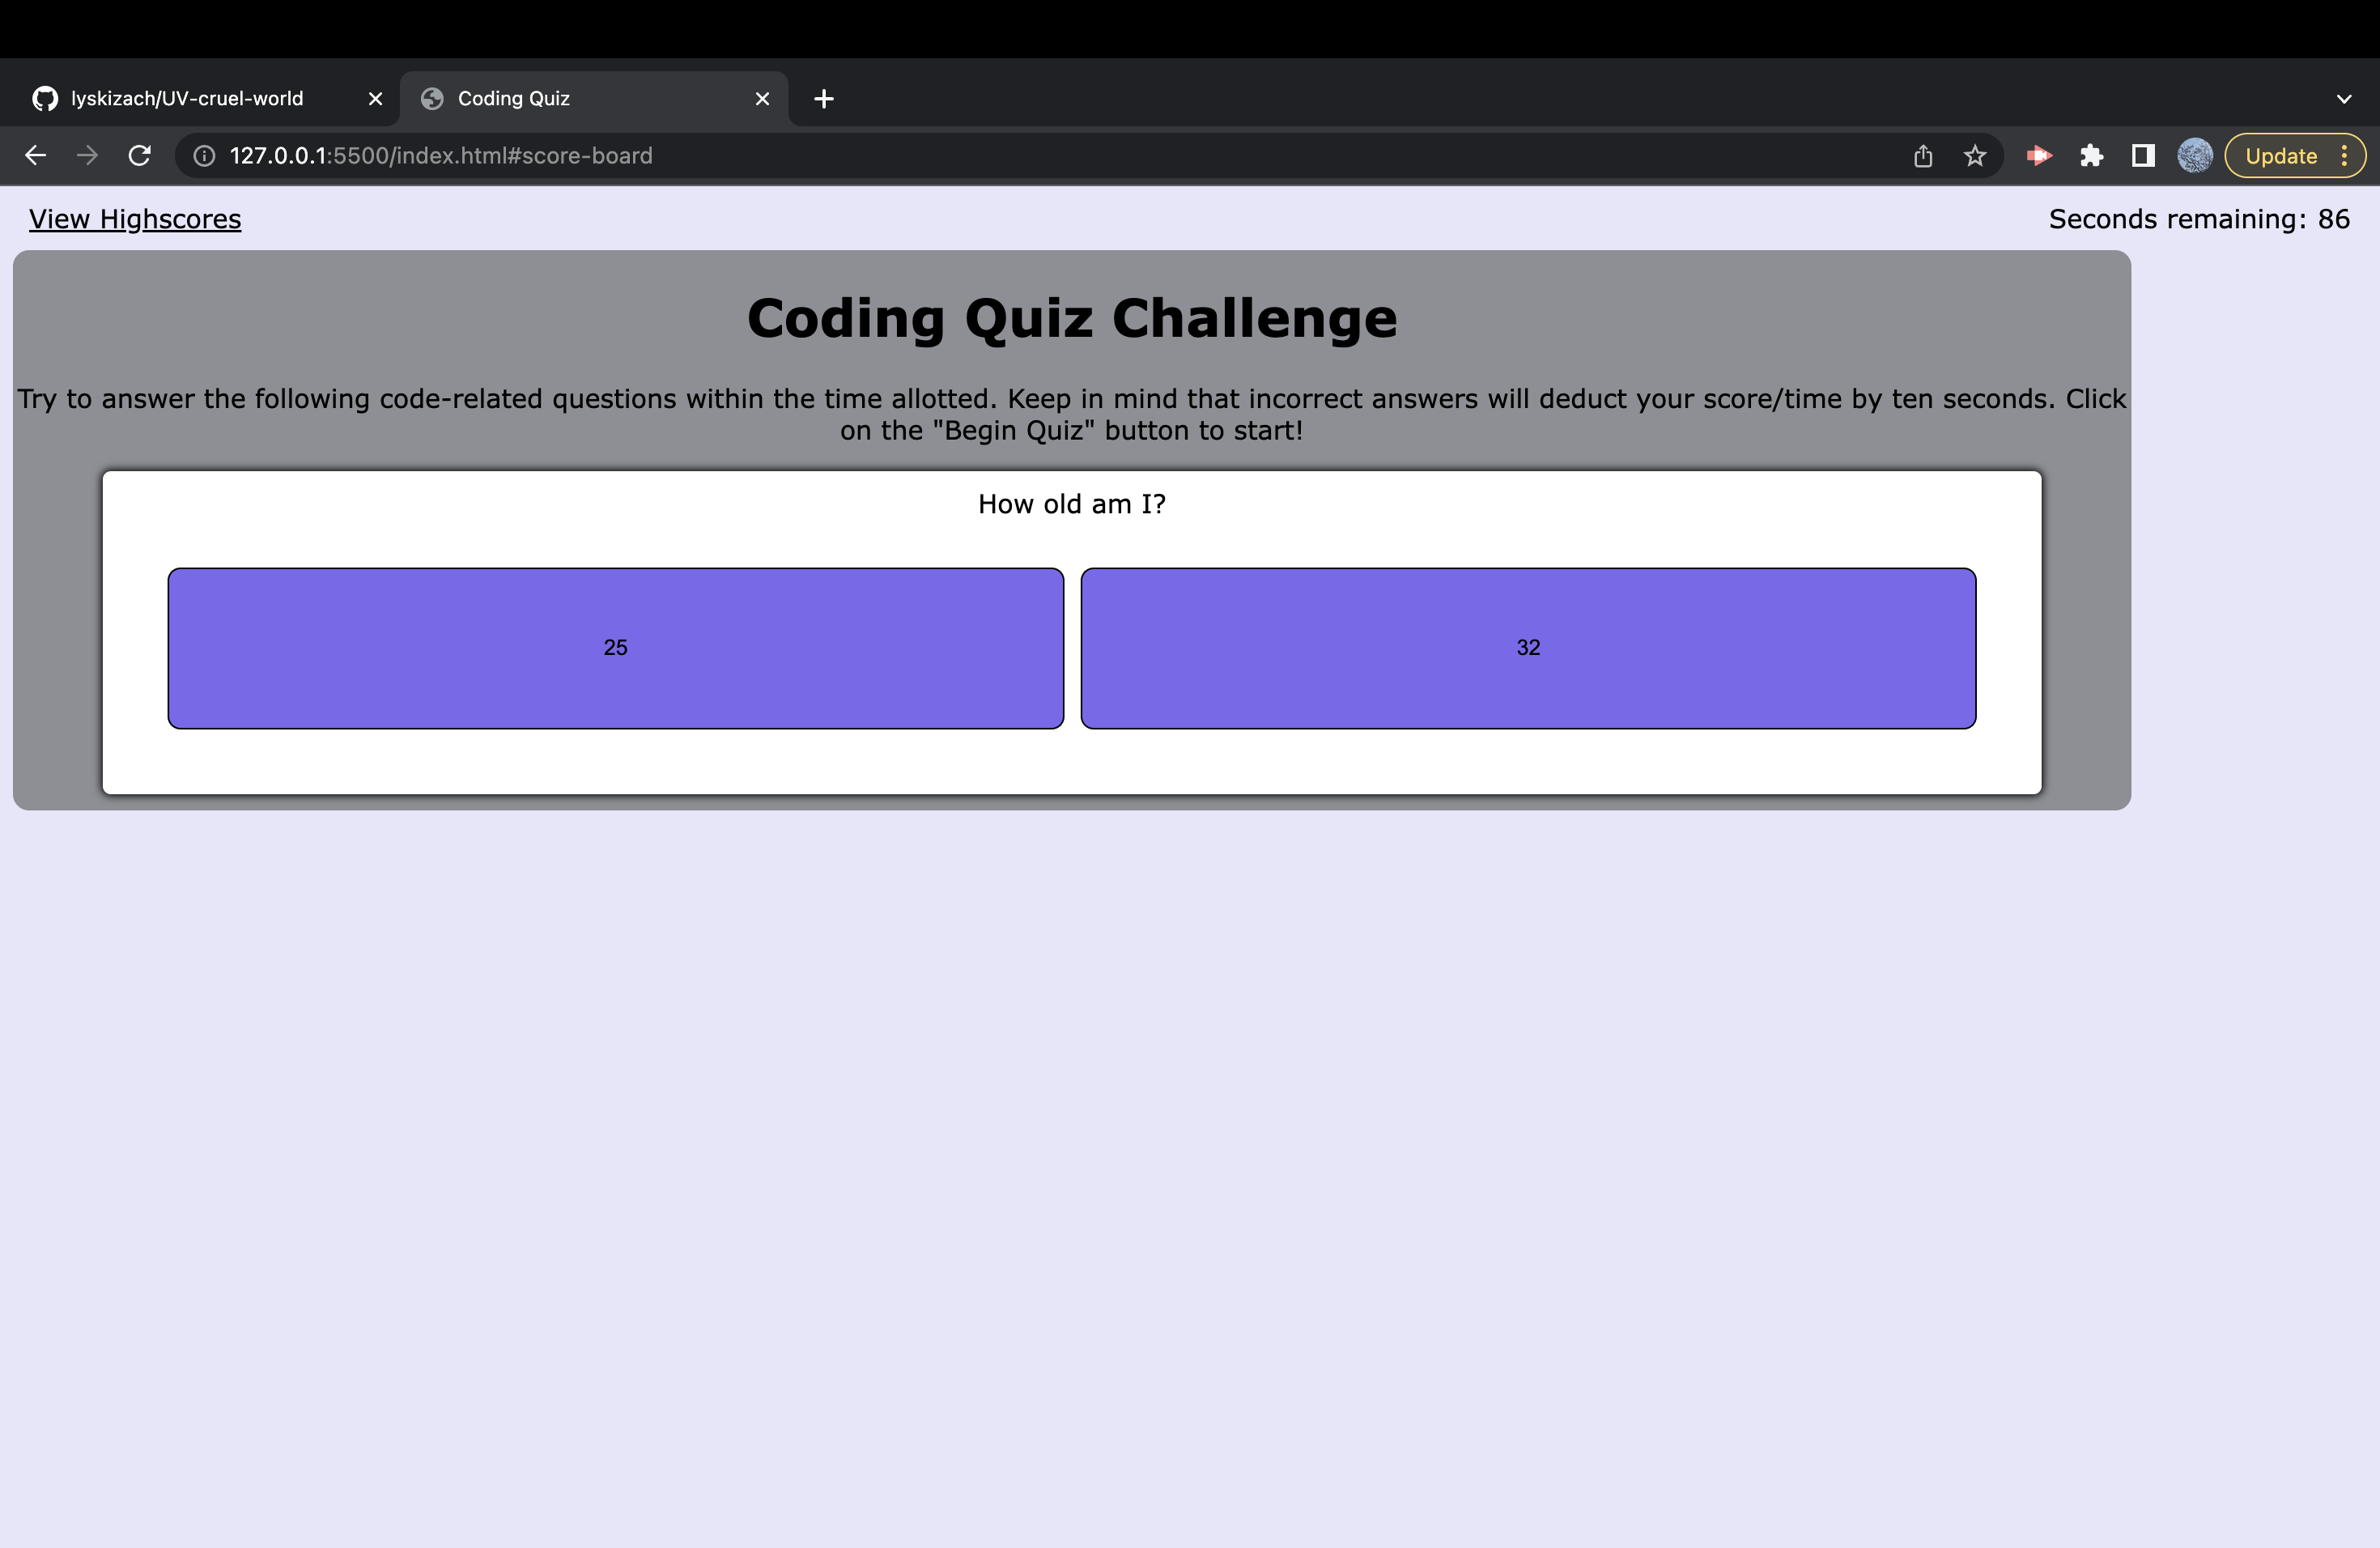 lyskizach/UV-cruel-world
Coding Quiz
127.0.0.1:5500/index.html#score-board
Update
View Highscores
Seconds remaining: 86
Coding Quiz Challenge
Try to answer the following code-related questions within the time allotted. Keep in mind that incorrect answers will deduct your score/time by ten seconds. Click
on the "Begin Quiz" button to start!
How old am I?
25
32